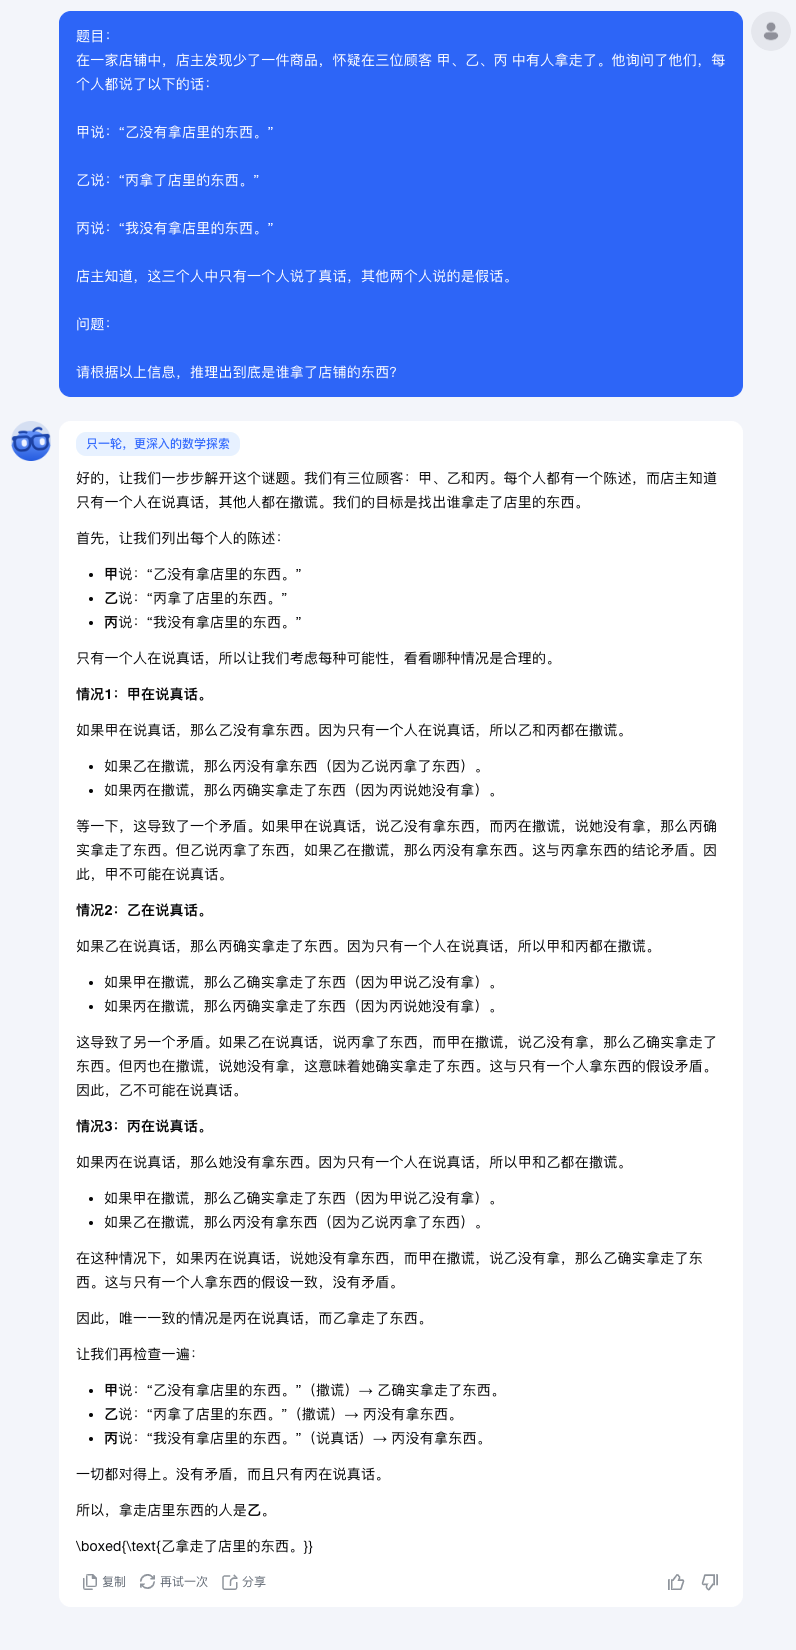 题目：
在一家店铺中，店主发现少了一件商品，怀疑在三位顾客 甲、乙、丙 中有人拿走了。他询问了他们，每
个人都说了以下的话：
甲说：“乙没有拿店里的东西。”
乙说：“丙拿了店里的东西。”
丙说：“我没有拿店里的东西。”
店主知道，这三个人中只有一个人说了真话，其他两个人说的是假话。
问题：
请根据以上信息，推理出到底是谁拿了店铺的东西?
只一轮，更深入的数学探索
好的，让我们一步步解开这个谜题。我们有三位顾客：甲、乙和丙。每个人都有一个陈述，而店主知道
只有一个人在说真话，其他人都在撒谎。我们的目标是找出谁拿走了店里的东西。
首先，让我们列出每个人的陈述：
• 甲说：“乙没有拿店里的东西。”
• 乙说：“丙拿了店里的东西。”
• 丙说：“我没有拿店里的东西。”
只有一个人在说真话，所以让我们考虑每种可能性，看看哪种情况是合理的。
情况1：甲在说真话。
如果甲在说真话，那么乙没有拿东西。因为只有一个人在说真话，所以乙和丙都在撒谎。
• 如果乙在撒谎，那么丙没有拿东西（因为乙说丙拿了东西）。
• 如果丙在撒谎，那么丙确实拿走了东西（因为丙说她没有拿）。
等一下，这导致了一个矛盾。如果甲在说真话，说乙没有拿东西，而丙在撒谎，说她没有拿，那么丙确
实拿走了东西。但乙说丙拿了东西，如果乙在撒谎，那么丙没有拿东西。这与丙拿东西的结论矛盾。因
此，甲不可能在说真话。
情况2：乙在说真话。
如果乙在说真话，那么丙确实拿走了东西。因为只有一个人在说真话，所以甲和丙都在撒谎。
• 如果甲在撒谎，那么乙确实拿走了东西（因为甲说乙没有拿）。
• 如果丙在撒谎，那么丙确实拿走了东西（因为丙说她没有拿）。
这导致了另一个矛盾。如果乙在说真话，说丙拿了东西，而甲在撒谎，说乙没有拿，那么乙确实拿走了
东西。但丙也在撒谎，说她没有拿，这意味着她确实拿走了东西。这与只有一个人拿东西的假设矛盾。
因此，乙不可能在说真话。
情况3：丙在说真话。
如果丙在说真话，那么她没有拿东西。因为只有一个人在说真话，所以甲和乙都在撒谎。
• 如果甲在撒谎，那么乙确实拿走了东西（因为甲说乙没有拿）。
• 如果乙在撒谎，那么丙没有拿东西（因为乙说丙拿了东西）。
在这种情况下，如果丙在说真话，说她没有拿东西，而甲在撒谎，说乙没有拿，那么乙确实拿走了东
西。这与只有一个人拿东西的假设一致，没有矛盾。
因此，唯一一致的情况是丙在说真话，而乙拿走了东西。
让我们再检查一遍：
• 甲说：“乙没有拿店里的东西。”（撒谎）→ 乙确实拿走了东西。
• 乙说：“丙拿了店里的东西。”（撒谎）→ 丙没有拿东西。
• 丙说：“我没有拿店里的东西。”（说真话）→ 丙没有拿东西。
一切都对得上。没有矛盾，而且只有丙在说真话。
所以，拿走店里东西的人是乙。
\boxed{\text{乙拿走了店里的东西。}}
复制 再试一次 分享